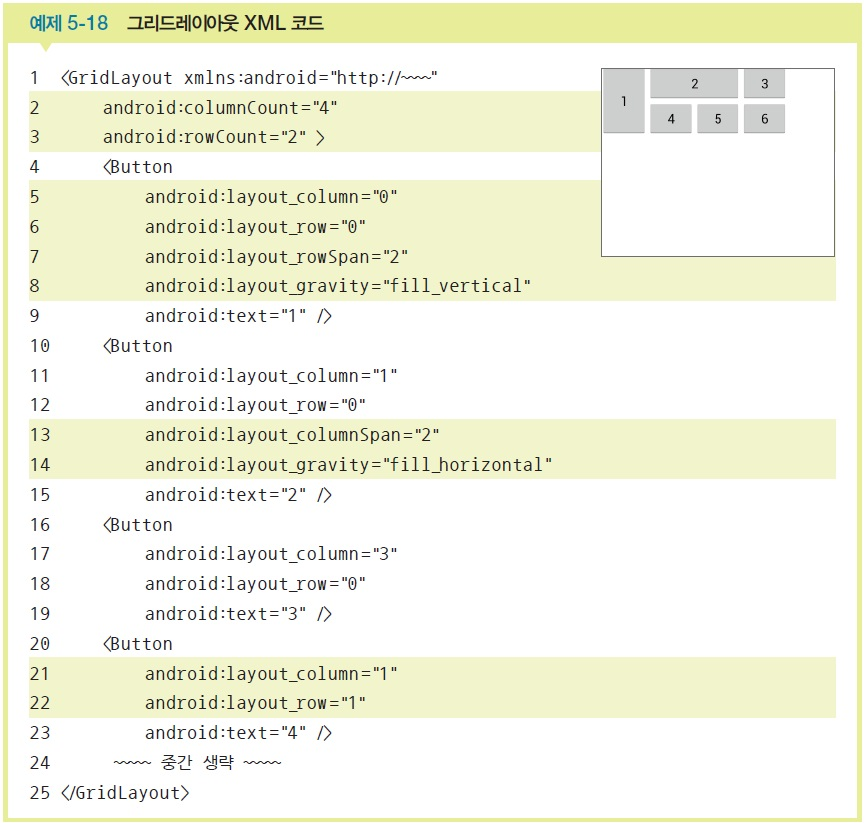 예제 5-18 그리드레이아웃 XML 코드
1 <GridLayout xmlns:android="http://~~~~"
2 android:columnCount="4"
3 android:rowCount="2" >
4 <Button
5 android:layout_column="0"
6 android:layout_row="0"
7 android:layout_rowSpan="2"
8 android:layout_gravity="fill_vertical"
9 android:text="1" />
10 <Button
11 android:layout_column="1"
12 android:layout_row="0"
13 android:layout_columnSpan="2"
14 android:layout_gravity="fill_horizontal"
15 android:text="2" />
16 <Button
17 android:layout_column="3"
18 android:layout_row="0"
19 android:text="3" />
20 <Button
21 android:layout_column="1"
22 android:layout_row="1"
23 android:text="4" />
24 ~~~~~ 중간 생략 ~~~~~
25 </GridLayout>
1
2 3
4 5 6